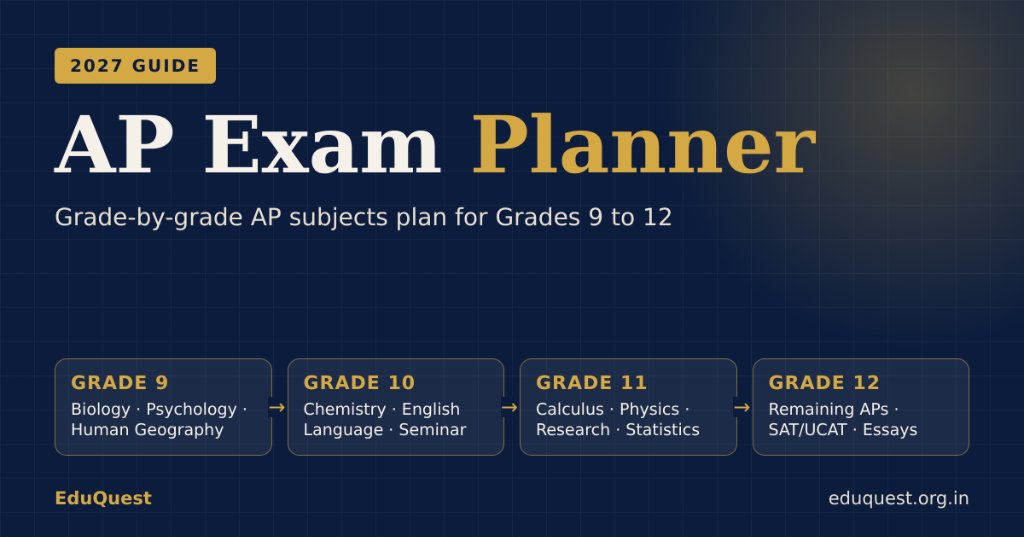 2027 GUIDE
AP Exam Planner
Grade-by-grade AP subjects plan for Grades 9 to 12
GRADE 9
Biology · Psychology ·
Human Geography
→
GRADE 10
Chemistry · English
Language · Seminar
→
GRADE 11
Calculus · Physics ·
Research · Statistics
→
GRADE 12
Remaining APs ·
SAT/UCAT · Essays
EduQuest
eduquest.org.in